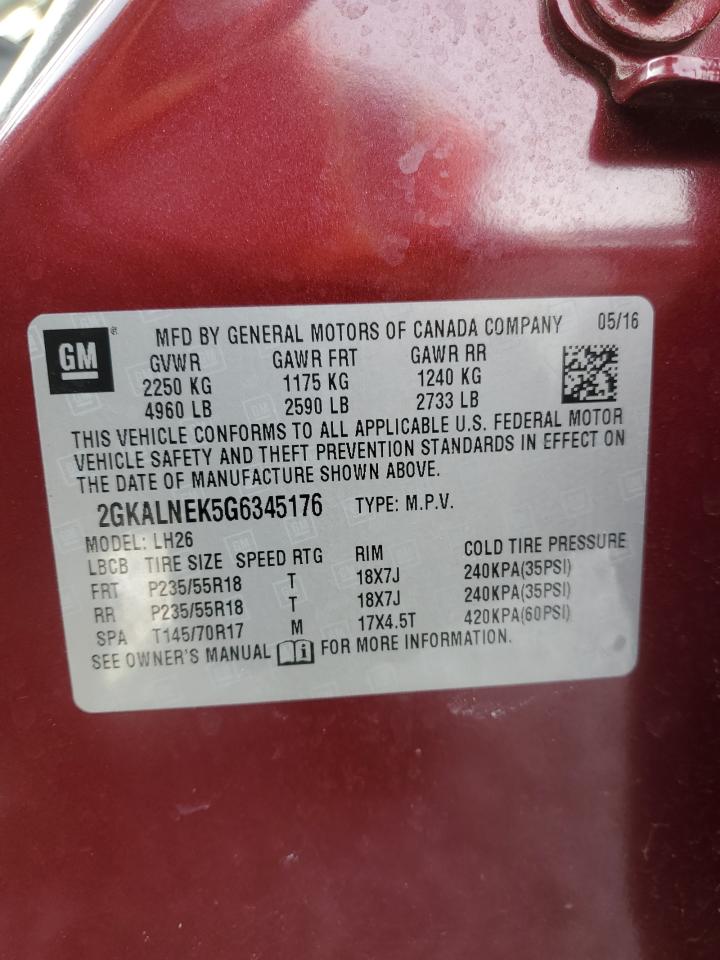 GM ® MFD BY GENERAL MOTORS OF CANADA COMPANY 05/16
GVWR GAWR FRT GAWR RR
2250 KG 1175 KG 1240 KG
4960 LB 2590 LB 2733 LB
THIS VEHICLE CONFORMS TO ALL APPLICABLE U.S. FEDERAL MOTOR
VEHICLE SAFETY AND THEFT PREVENTION STANDARDS IN EFFECT ON
THE DATE OF MANUFACTURE SHOWN ABOVE.
2GKALNEK5G6345176 TYPE: M.P.V.
MODEL: LH26
LBCB TIRE SIZE SPEED RTG RIM COLD TIRE PRESSURE
FRT P235/55R18 T 18X7J 240KPA(35PSI)
RR P235/55R18 T 18X7J 240KPA(35PSI)
SPA T145/70R17 M 17X4.5T 420KPA(60PSI)
SEE OWNER'S MANUAL FOR MORE INFORMATION.